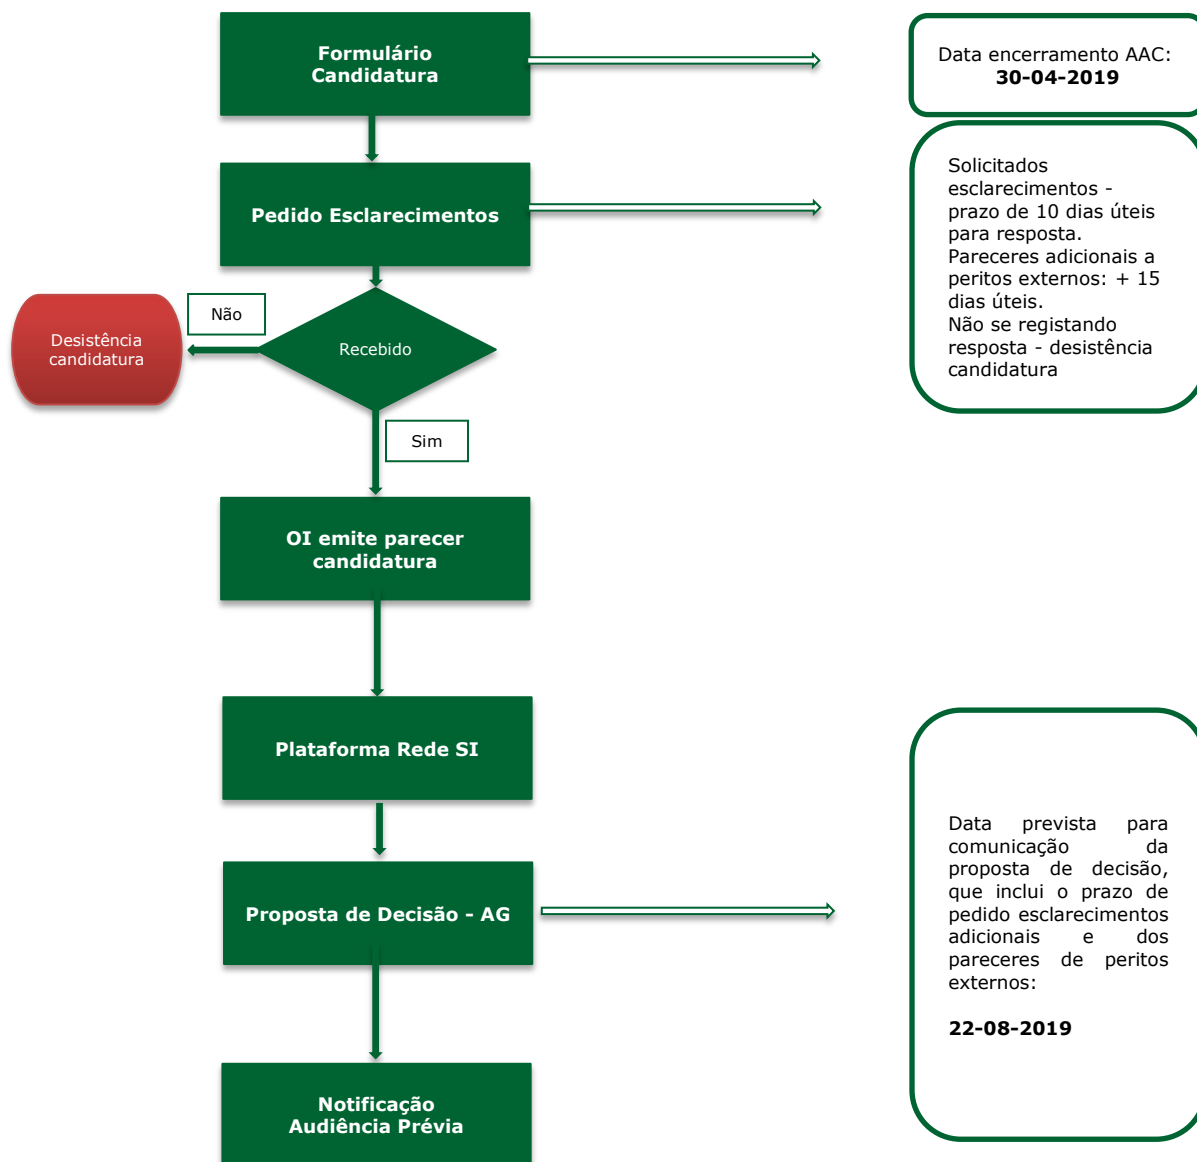 Formulário
Candidatura
Data encerramento AAC:
30-04-2019
Pedido Esclarecimentos
Solicitados
esclarecimentos -
prazo de 10 dias úteis
para resposta.
Pareceres adicionais a
peritos externos: + 15
dias úteis.
Não se registando
resposta - desistência
candidatura
Não
Desistência
candidatura
Recebido
Sim
OI emite parecer
candidatura
Plataforma Rede SI
Proposta de Decisão - AG
Data prevista para
comunicação da
proposta de decisão,
que inclui o prazo de
pedido esclarecimentos
adicionais e dos
pareceres de peritos
externos:
22-08-2019
Notificação
Audiência Prévia